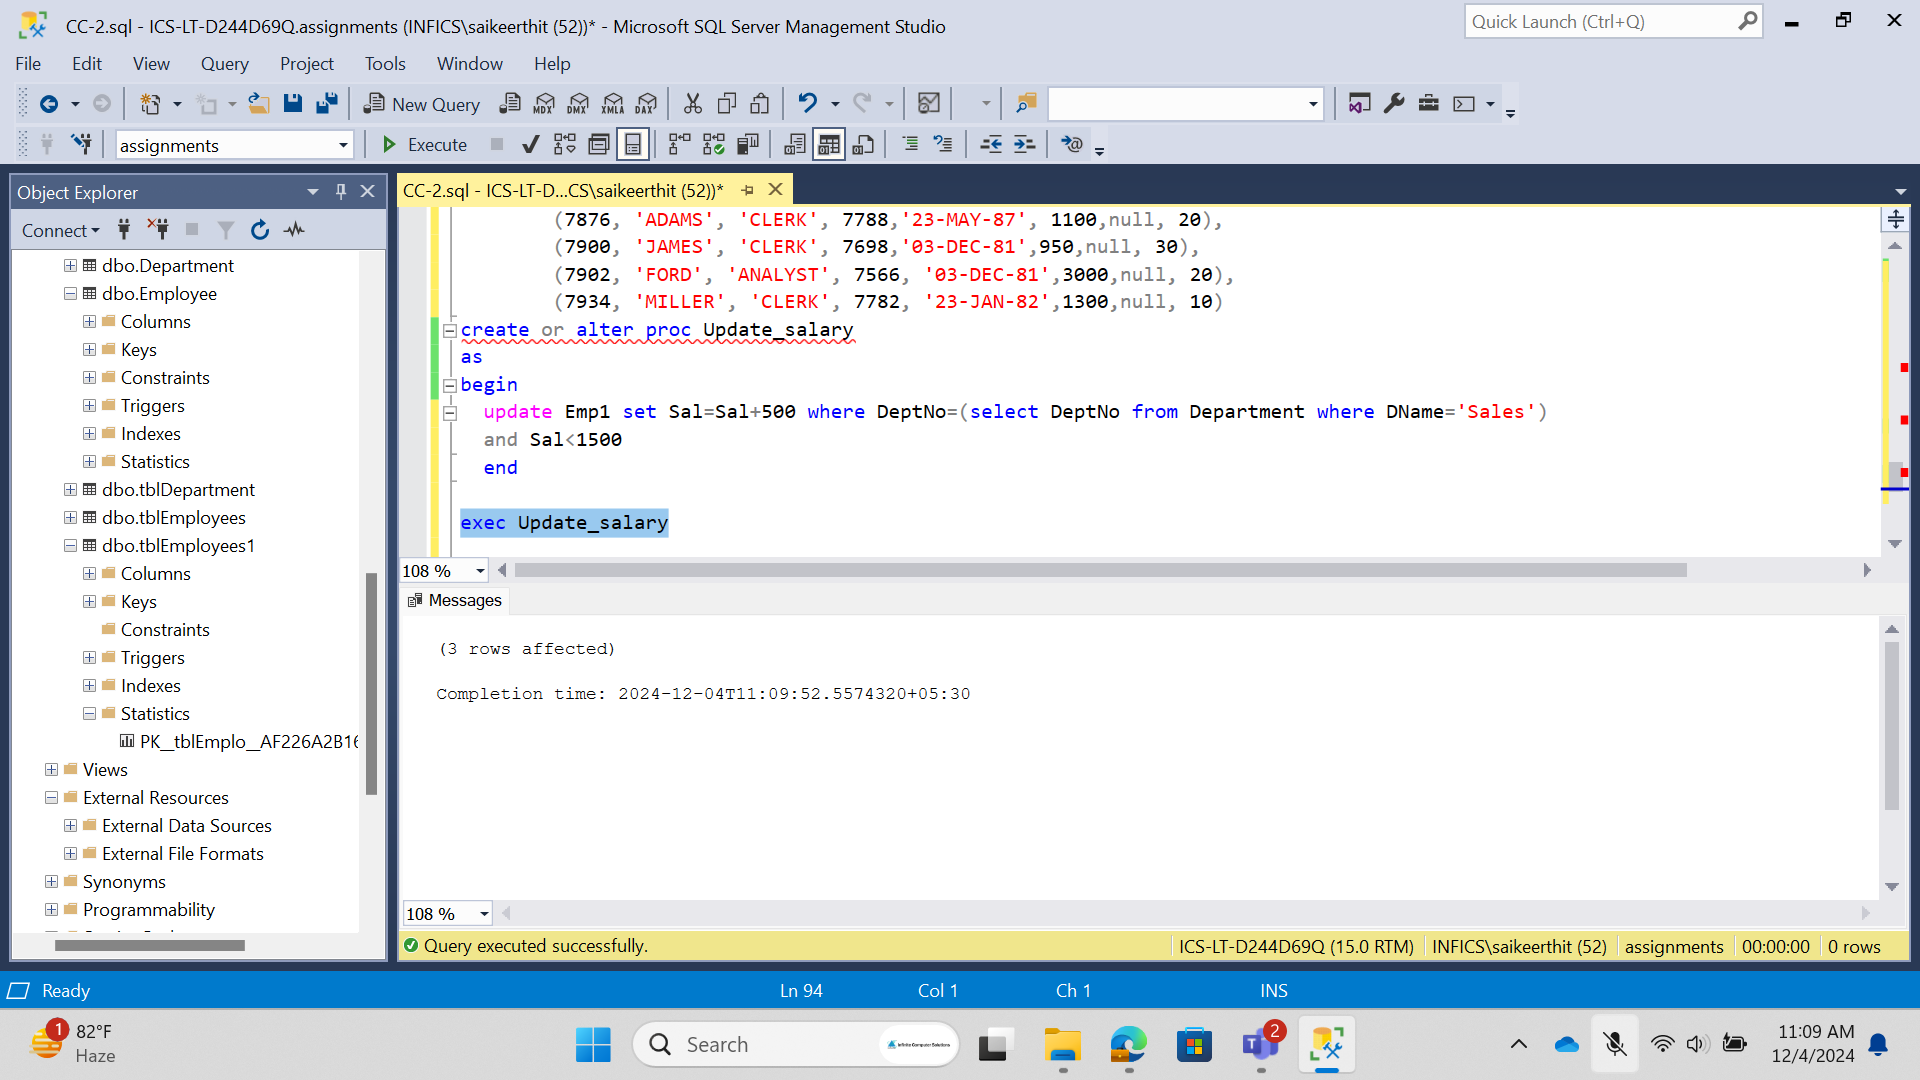 CC-2.sql - ICS-LT-D244D69Q.assignments (INFICS\saikeerthit (52))* - Microsoft SQL Server Management Studio
Quick Launch (Ctrl+Q)
File Edit View Query Project Tools Window Help
New Query MDX DMX XMLA DAX
assignments Execute
Object Explorer
Connect
dbo.Department
dbo.Employee
Columns
Keys
Constraints
Triggers
Indexes
Statistics
dbo.tblDepartment
dbo.tblEmployees
dbo.tblEmployees1
Columns
Keys
Constraints
Triggers
Indexes
Statistics
PK__tblEmplo__AF226A2B16
Views
External Resources
External Data Sources
External File Formats
Synonyms
Programmability
CC-2.sql - ICS-LT-D...CS\saikeerthit (52))*
(7876, 'ADAMS', 'CLERK', 7788,'23-MAY-87', 1100,null, 20),
(7900, 'JAMES', 'CLERK', 7698,'03-DEC-81',950,null, 30),
(7902, 'FORD', 'ANALYST', 7566, '03-DEC-81',3000,null, 20),
(7934, 'MILLER', 'CLERK', 7782, '23-JAN-82',1300,null, 10)
create or alter proc Update_salary
as
begin
update Emp1 set Sal=Sal+500 where DeptNo=(select DeptNo from Department where DName='Sales')
and Sal<1500
end
exec Update_salary
108 %
Messages
(3 rows affected)
Completion time: 2024-12-04T11:09:52.5574320+05:30
108 %
Query executed successfully. ICS-LT-D244D69Q (15.0 RTM) INFICS\saikeerthit (52) assignments 00:00:00 0 rows
Ready Ln 94 Col 1 Ch 1 INS
1 82°F
Haze
Search
Infinite Computer Solutions
2
11:09 AM
12/4/2024